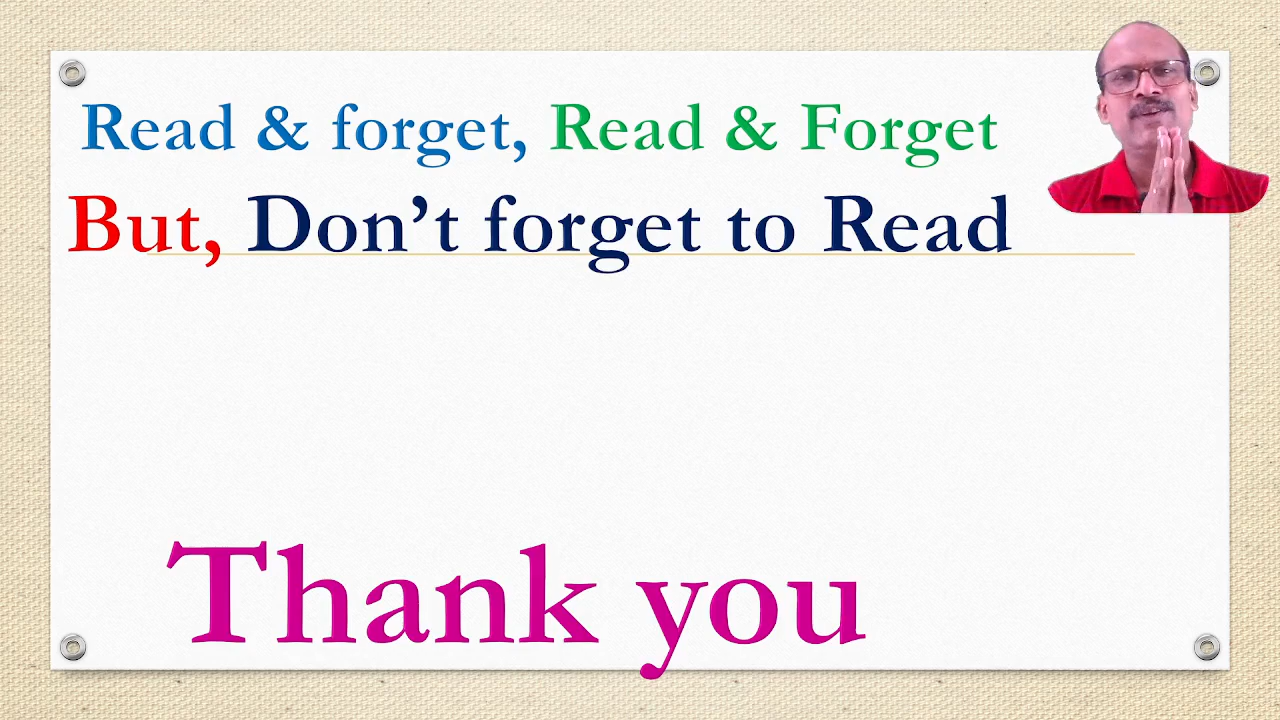 Read & forget, Read & Forget
But, Don’t forget to Read
Thank you